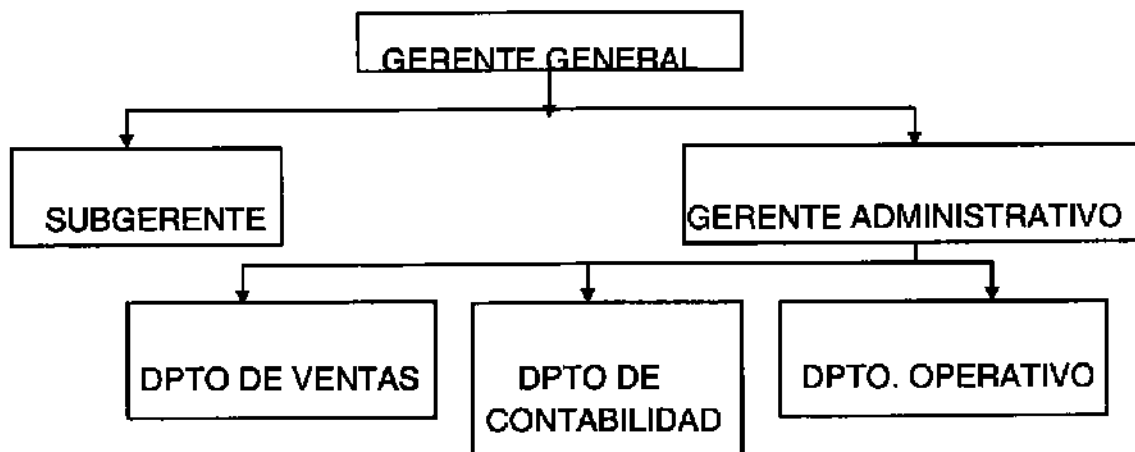 GERENTE GENERAL
SUBGERENTE
GERENTE ADMINISTRATIVO
DPTO DE VENTAS
DPTO DE
CONTABILIDAD
DPTO. OPERATIVO